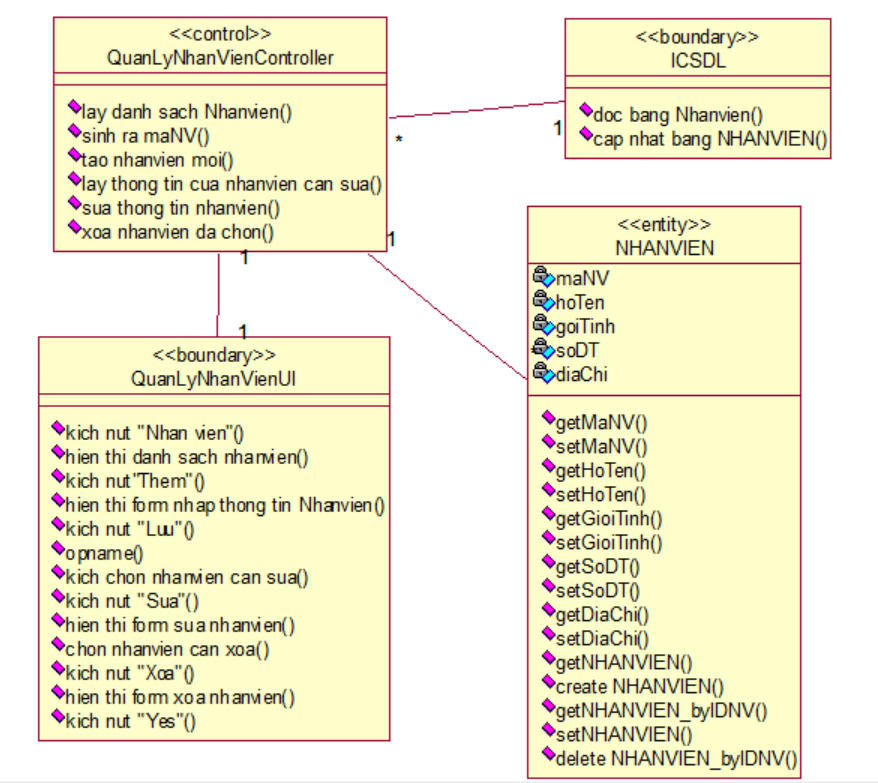 <<control>>
QuanLyNhanVienController
lay danh sach Nhanvien()
sinh ra maNV()
tao nhanvien moi()
lay thong tin cua nhanvien can sua()
sua thong tin nhanvien()
xoa nhanvien da chon()
<<boundary>>
ICSDL
doc bang Nhanvien()
cap nhat bang NHANVIEN()
*
1
1
1
1
<<boundary>>
QuanLyNhanVienUI
kich nut "Nhan vien"()
hien thi danh sach nhanvien()
kich nut"Them"()
hien thi form nhap thong tin Nhanvien()
kich nut "Luu"()
opname()
kich chon nhanvien can sua()
kich nut "Sua"()
hien thi form sua nhanvien()
chon nhanvien can xoa()
kich nut "Xoa"()
hien thi form xoa nhanvien()
kich nut "Yes"()
<<entity>>
NHANVIEN
maNV
hoTen
goiTinh
soDT
diaChi
getMaNV()
setMaNV()
getHoTen()
setHoTen()
getGioiTinh()
setGioiTinh()
getSoDT()
setSoDT()
getDiaChi()
setDiaChi()
getNHANVIEN()
create NHANVIEN()
getNHANVIEN_byIDNV()
setNHANVIEN()
delete NHANVIEN_byIDNV()